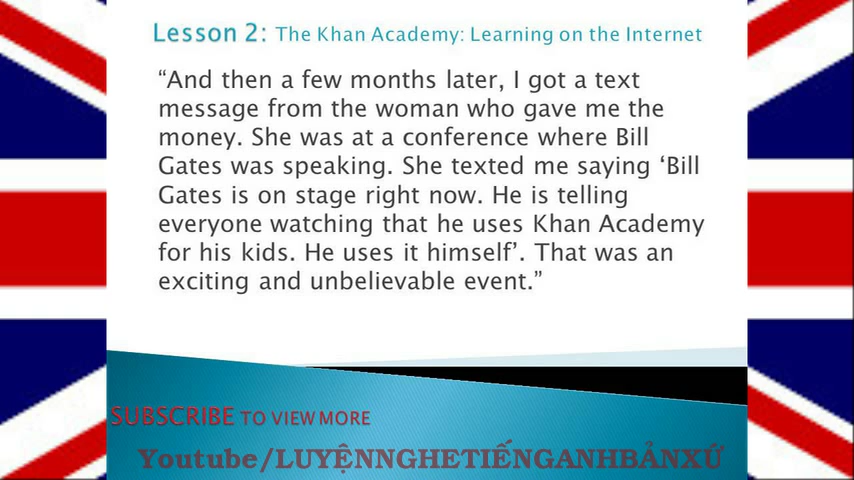 Lesson 2: The Khan Academy: Learning on the Internet
“And then a few months later, I got a text
message from the woman who gave me the
money. She was at a conference where Bill
Gates was speaking. She texted me saying ‘Bill
Gates is on stage right now. He is telling
everyone watching that he uses Khan Academy
for his kids. He uses it himself’. That was an
exciting and unbelievable event.”
SUBSCRIBE TO VIEW MORE
Youtube/LUYỆNNGHETIẾNGANHBẢNXỨ